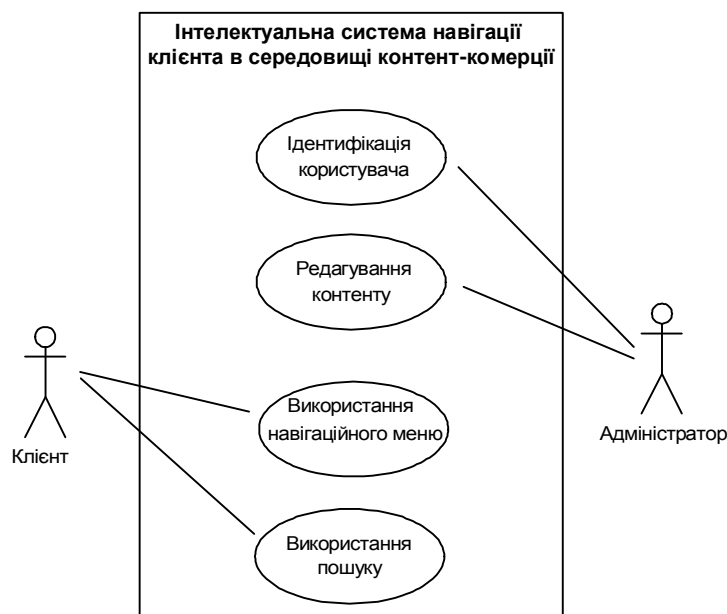 Інтелектуальна система навігації
клієнта в середовищі контент-комерції
Ідентифікація
користувача
Редагування
контенту
Використання
навігаційного меню
Використання
пошуку
Клієнт
Адміністратор